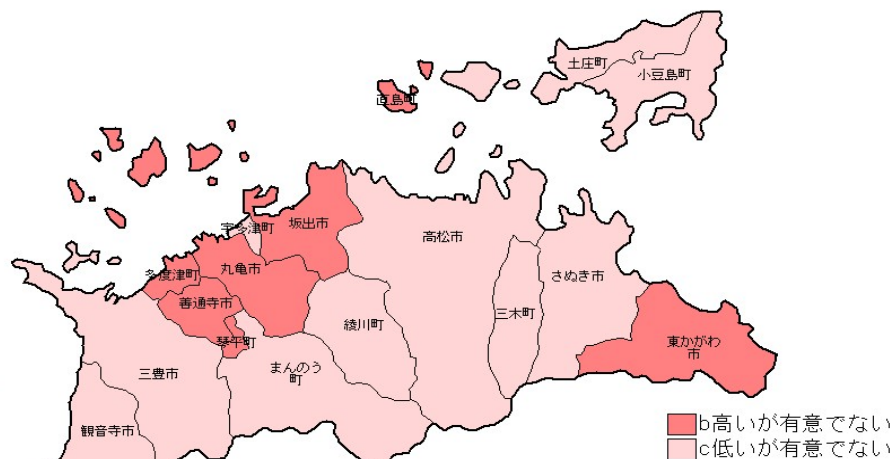 土庄町
小豆島町
直島町
宇多津町
坂出市
高松市
多度津町
丸亀市
さぬき市
善通寺市
三木町
綾川町
琴平町
東かがわ
市
まんのう
町
三豊市
観音寺市
b高いが有意でない
c低いが有意でない